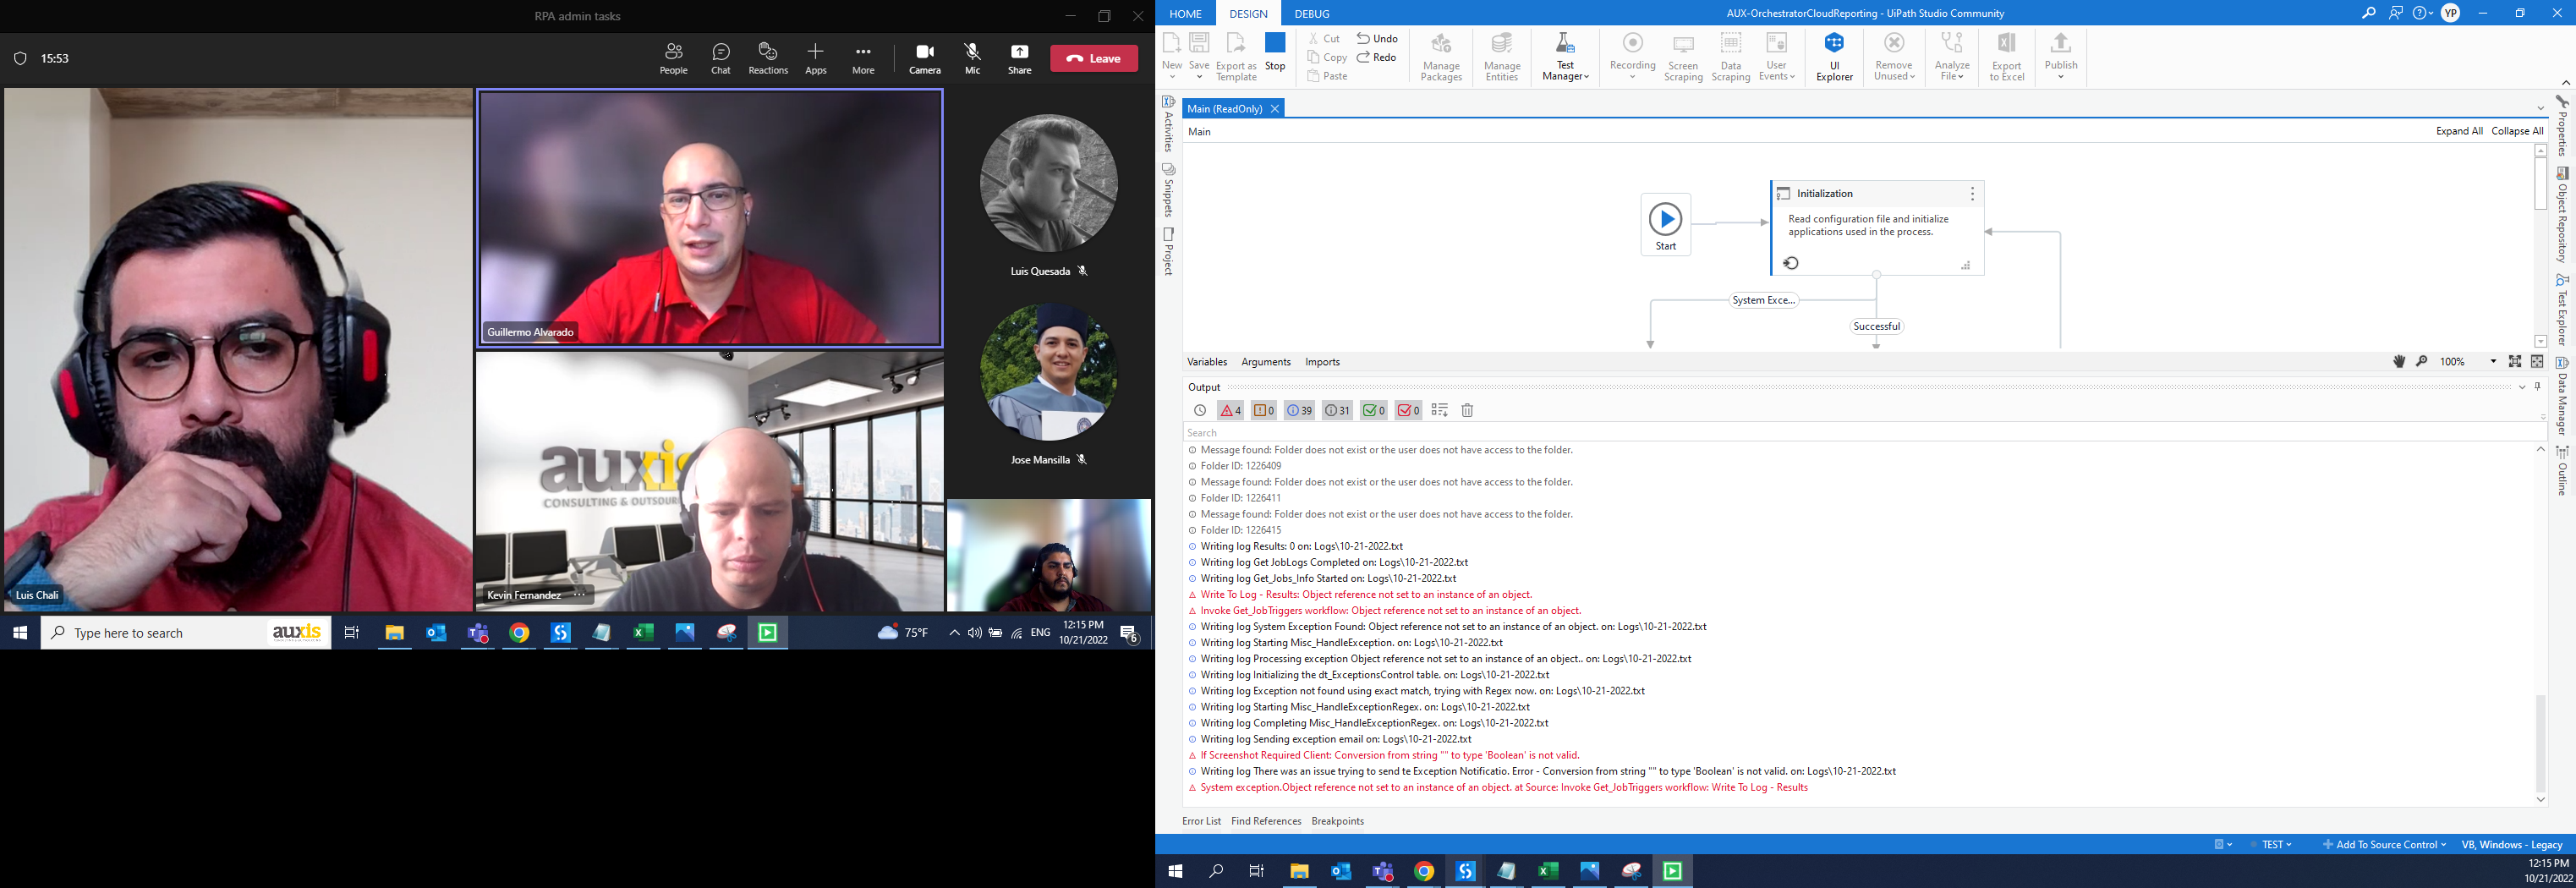 RPA admin tasks
15:53
People
Chat
Reactions
Apps
More
Camera
Mic
Share
Leave
Luis Chali
Guillermo Alvarado
auxis
CONSULTING & OUTSOUR
Kevin Fernandez ...
Luis Quesada
Jose Mansilla
Type here to search
auxis
75°F
ENG
12:15 PM
10/21/2022
6
HOME
DESIGN
DEBUG
AUX-OrchestratorCloudReporting - UiPath Studio Community
YP
New
Save
Export as Template
Stop
Cut
Copy
Paste
Undo
Redo
Manage Packages
Manage Entities
Test Manager
Recording
Screen Scraping
Data Scraping
User Events
UI Explorer
Remove Unused
Analyze File
Export to Excel
Publish
Activities
Snippets
Project
Main (ReadOnly)
Main
Expand All
Collapse All
Start
Initialization
Read configuration file and initialize
applications used in the process.
System Exce...
Successful
Variables
Arguments
Imports
100%
Output
4
0
39
31
0
0
Search
Message found: Folder does not exist or the user does not have access to the folder.
Folder ID: 1226409
Message found: Folder does not exist or the user does not have access to the folder.
Folder ID: 1226411
Message found: Folder does not exist or the user does not have access to the folder.
Folder ID: 1226415
Writing log Results: 0 on: Logs\10-21-2022.txt
Writing log Get JobLogs Completed on: Logs\10-21-2022.txt
Writing log Get_Jobs_Info Started on: Logs\10-21-2022.txt
Write To Log - Results: Object reference not set to an instance of an object.
Invoke Get_JobTriggers workflow: Object reference not set to an instance of an object.
Writing log System Exception Found: Object reference not set to an instance of an object. on: Logs\10-21-2022.txt
Writing log Starting Misc_HandleException. on: Logs\10-21-2022.txt
Writing log Processing exception Object reference not set to an instance of an object.. on: Logs\10-21-2022.txt
Writing log Initializing the dt_ExceptionsControl table. on: Logs\10-21-2022.txt
Writing log Exception not found using exact match, trying with Regex now. on: Logs\10-21-2022.txt
Writing log Starting Misc_HandleExceptionRegex. on: Logs\10-21-2022.txt
Writing log Completing Misc_HandleExceptionRegex. on: Logs\10-21-2022.txt
Writing log Sending exception email on: Logs\10-21-2022.txt
If Screenshot Required Client: Conversion from string "" to type 'Boolean' is not valid.
Writing log There was an issue trying to send te Exception Notificatio. Error - Conversion from string "" to type 'Boolean' is not valid. on: Logs\10-21-2022.txt
System exception.Object reference not set to an instance of an object. at Source: Invoke Get_JobTriggers workflow: Write To Log - Results
Error List
Find References
Breakpoints
Properties
Object Repository
Test Explorer
Data Manager
Outline
TEST
Add To Source Control
VB, Windows - Legacy
12:15 PM
10/21/2022